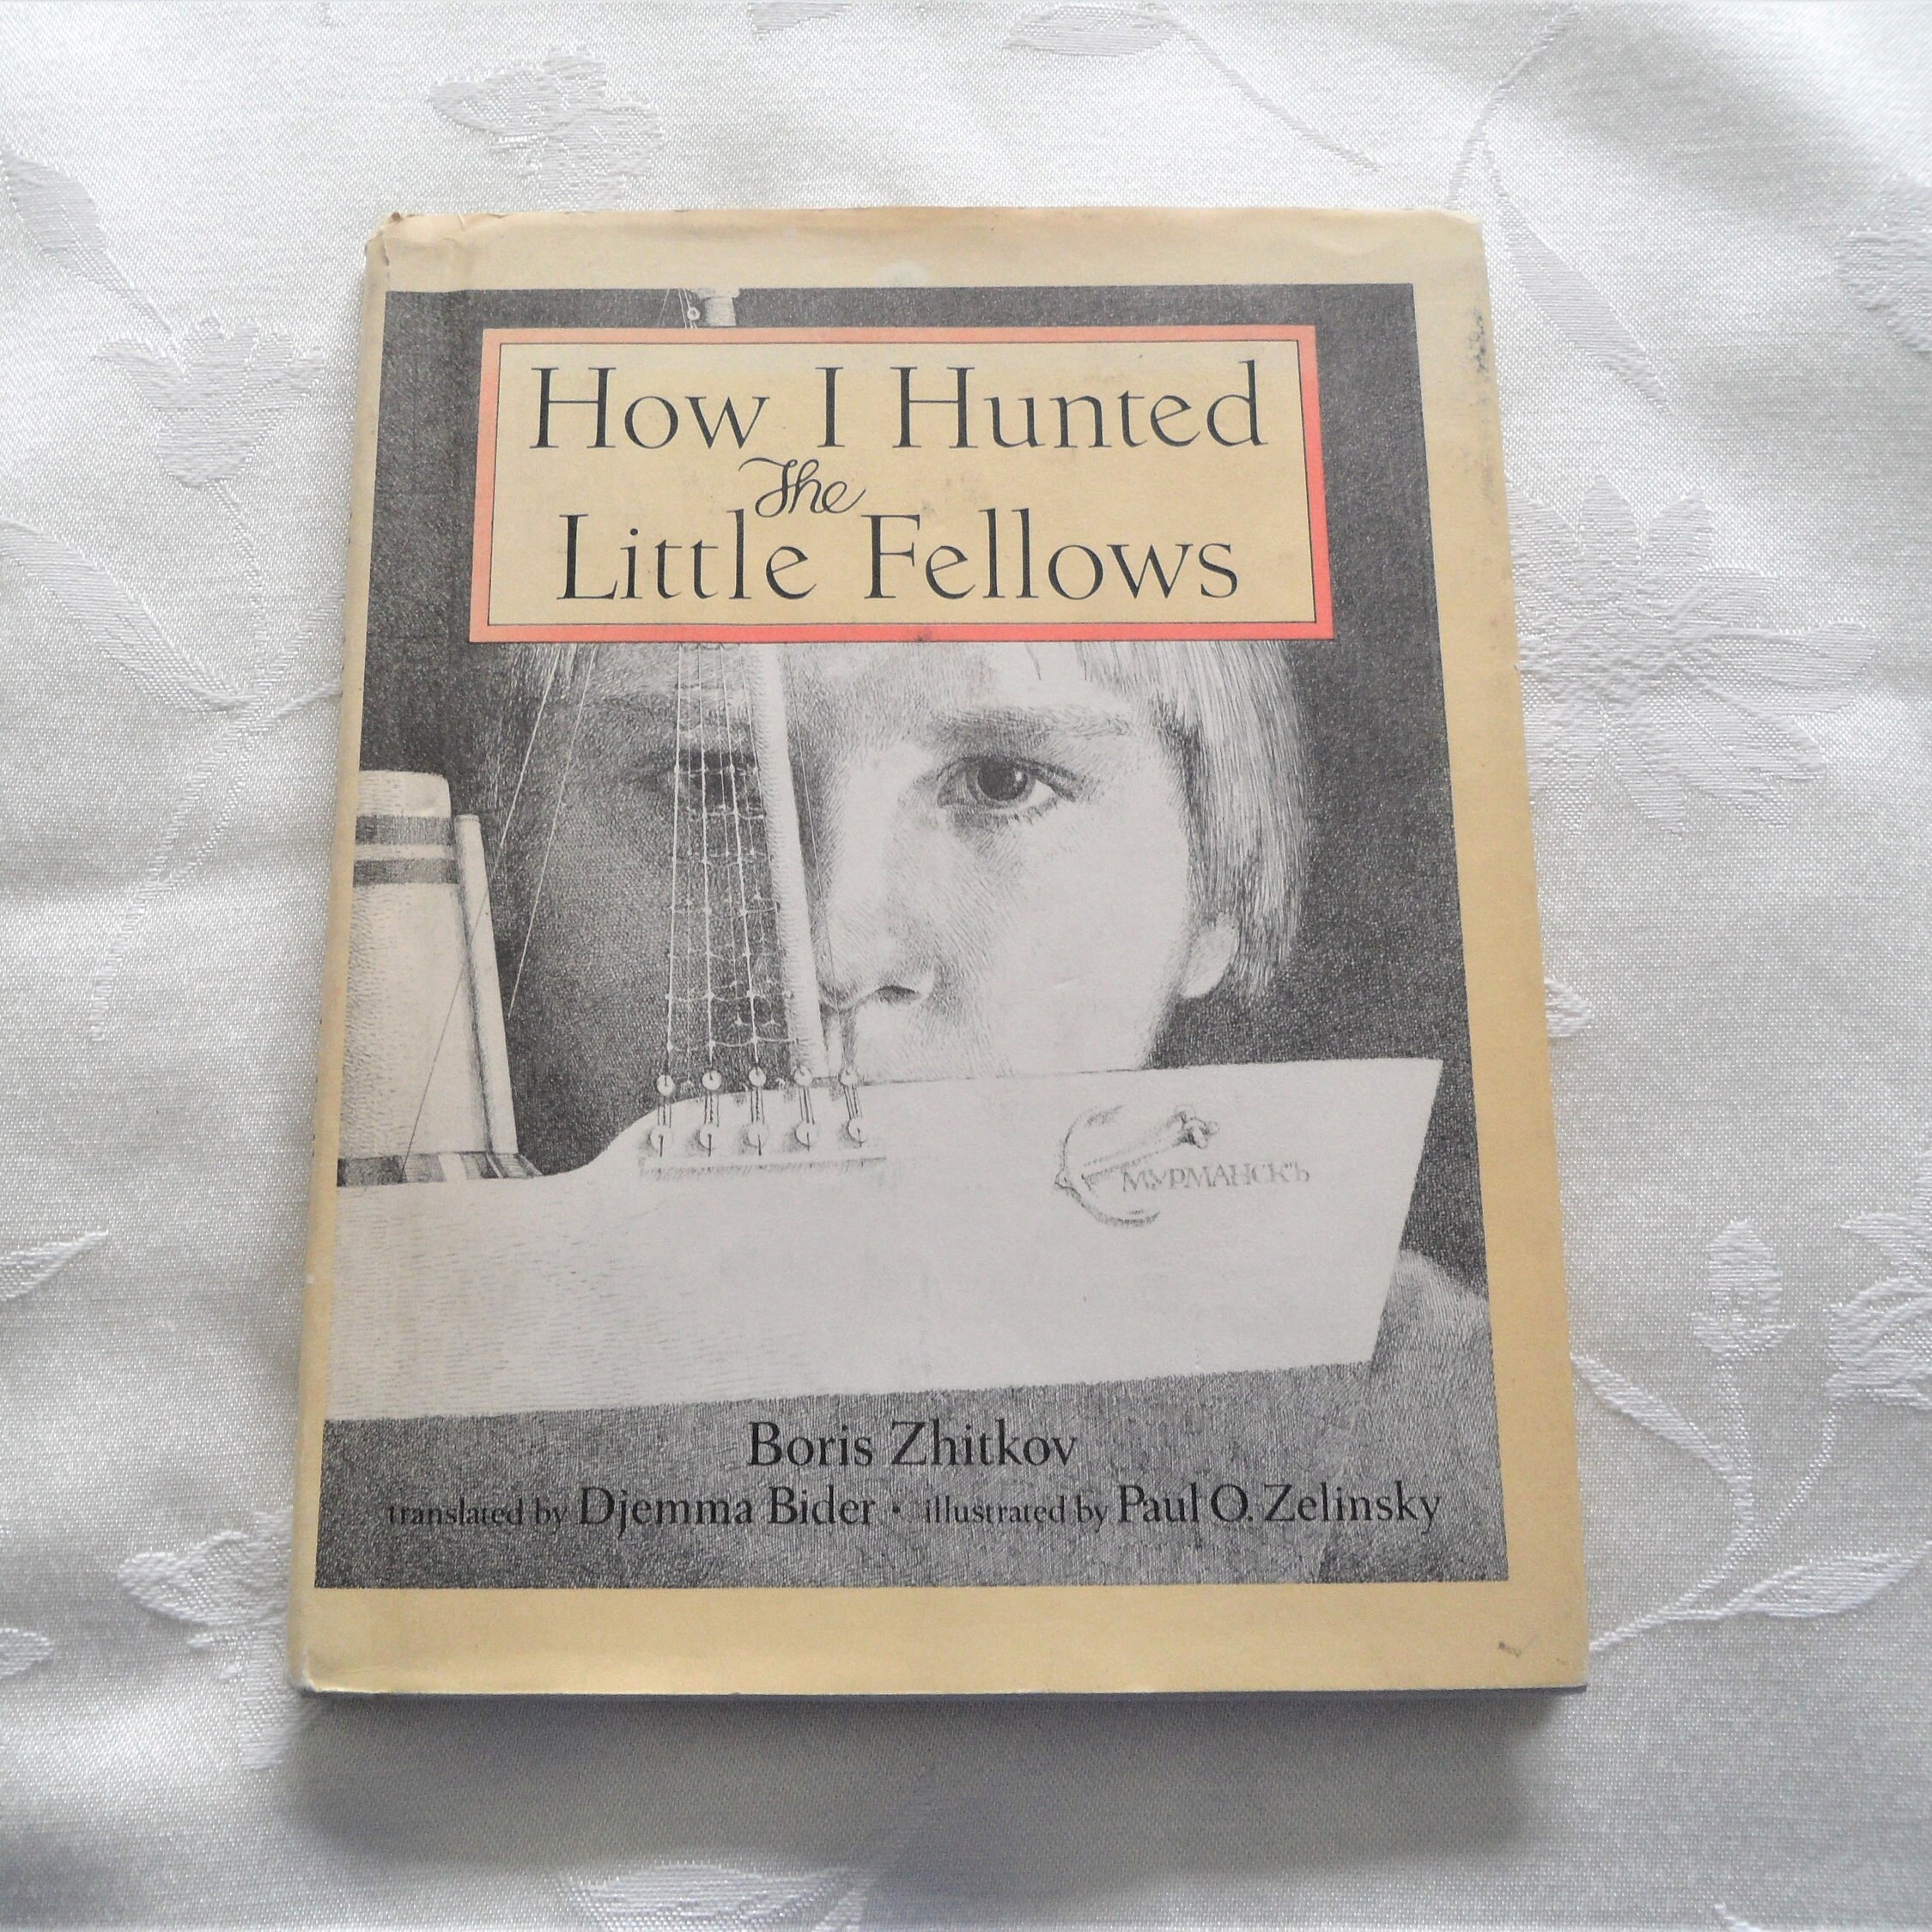 How I Hunted
The
Little Fellows
МУРМАНСКЪ
Boris Zhitkov
translated by Djemma Bider · illustrated by Paul O. Zelinsky